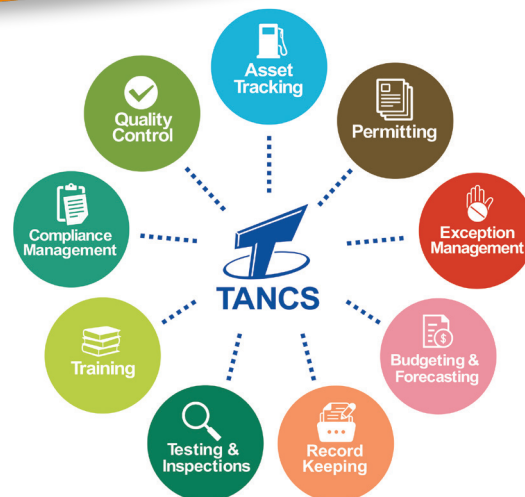 Asset
Tracking
Permitting
Exception
Management
Budgeting &
Forecasting
Record
Keeping
Testing &
Inspections
Training
Compliance
Management
Quality
Control
TANCS